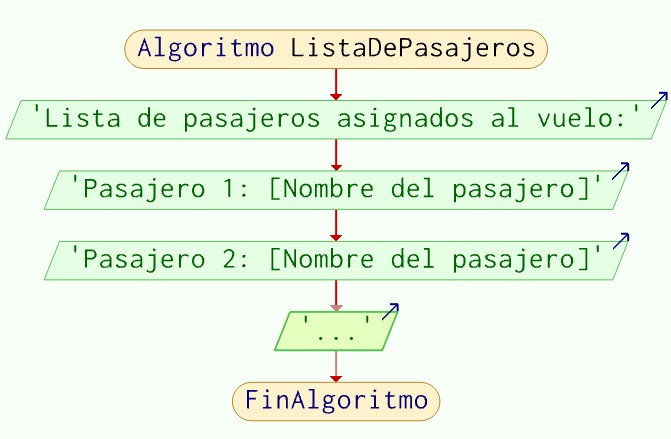 Algoritmo ListaDePasajeros
'Lista de pasajeros asignados al vuelo:'
'Pasajero 1: [Nombre del pasajero]'
'Pasajero 2: [Nombre del pasajero]'
'...'
FinAlgoritmo